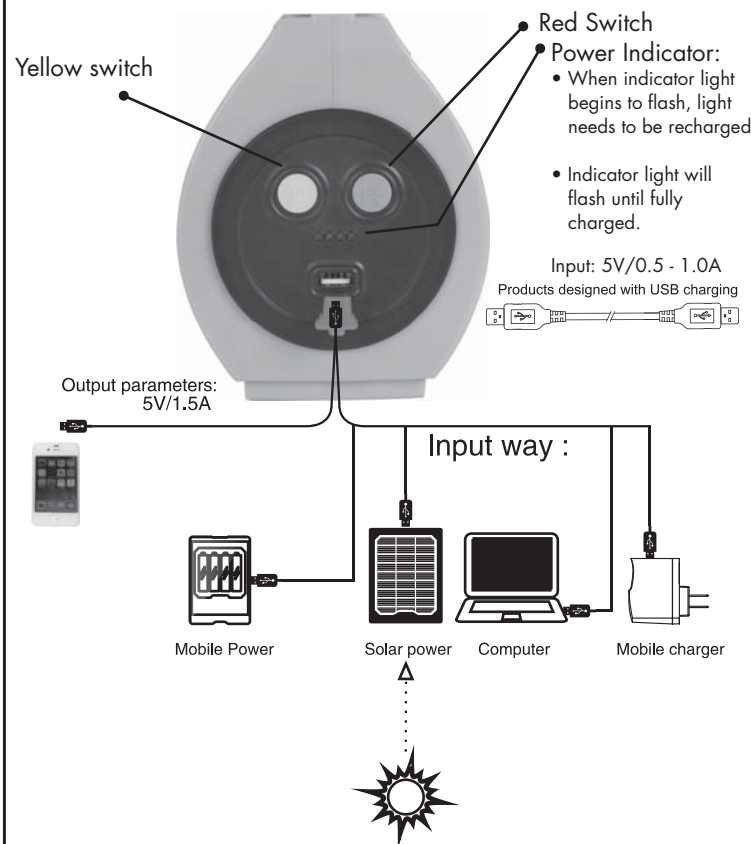 Red Switch
Yellow switch
Power Indicator:
• When indicator light
begins to flash, light
needs to be recharged
• Indicator light will
flash until fully
charged.
Input: 5V/0.5 - 1.0A
Products designed with USB charging
Output parameters:
5V/1.5A
Input way :
Mobile Power
Solar power
Computer
Mobile charger